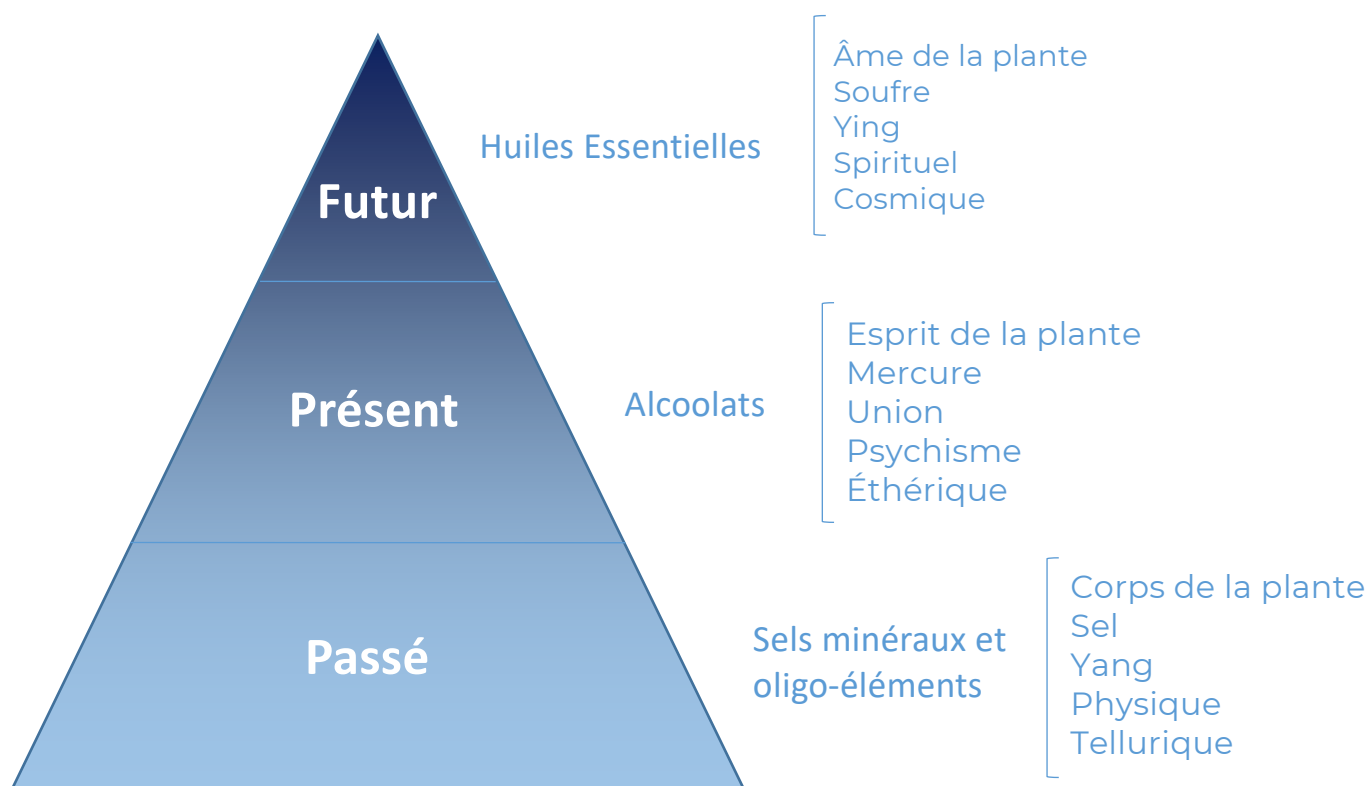 Futur
Huiles Essentielles
Âme de la plante
Soufre
Ying
Spirituel
Cosmique
Présent
Alcoolats
Esprit de la plante
Mercure
Union
Psychisme
Éthérique
Passé
Sels minéraux et
oligo-éléments
Corps de la plante
Sel
Yang
Physique
Tellurique